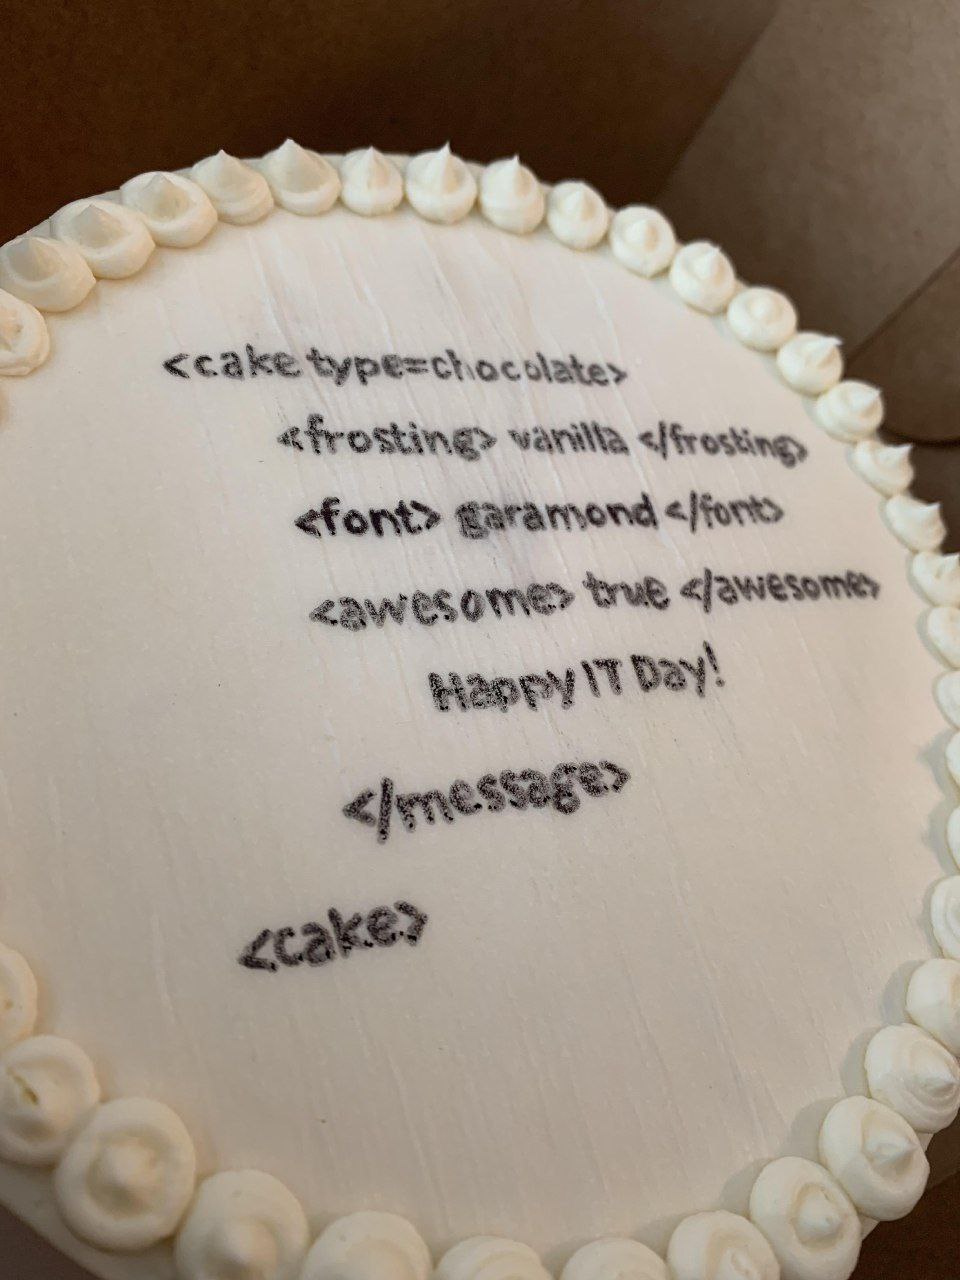 <cake type=chocolate>
<frosting> vanilla </frosting>
<font> garamond </font>
<awesome> true </awesome>
Happy IT Day!
</message>
<cake>